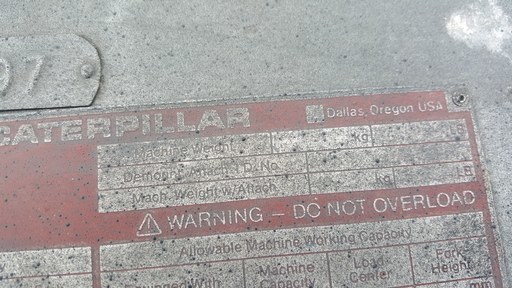 07
CATERPILLAR Dallas, Oregon USA
Machine Weight kg LB
Demount Attach I.D. No.
Mach. Weight w/Attach. kg LB
⚠ WARNING – DO NOT OVERLOAD
Allowable Machine Working Capacity
Equipped With Machine Capacity Load Center Fork Height
mm